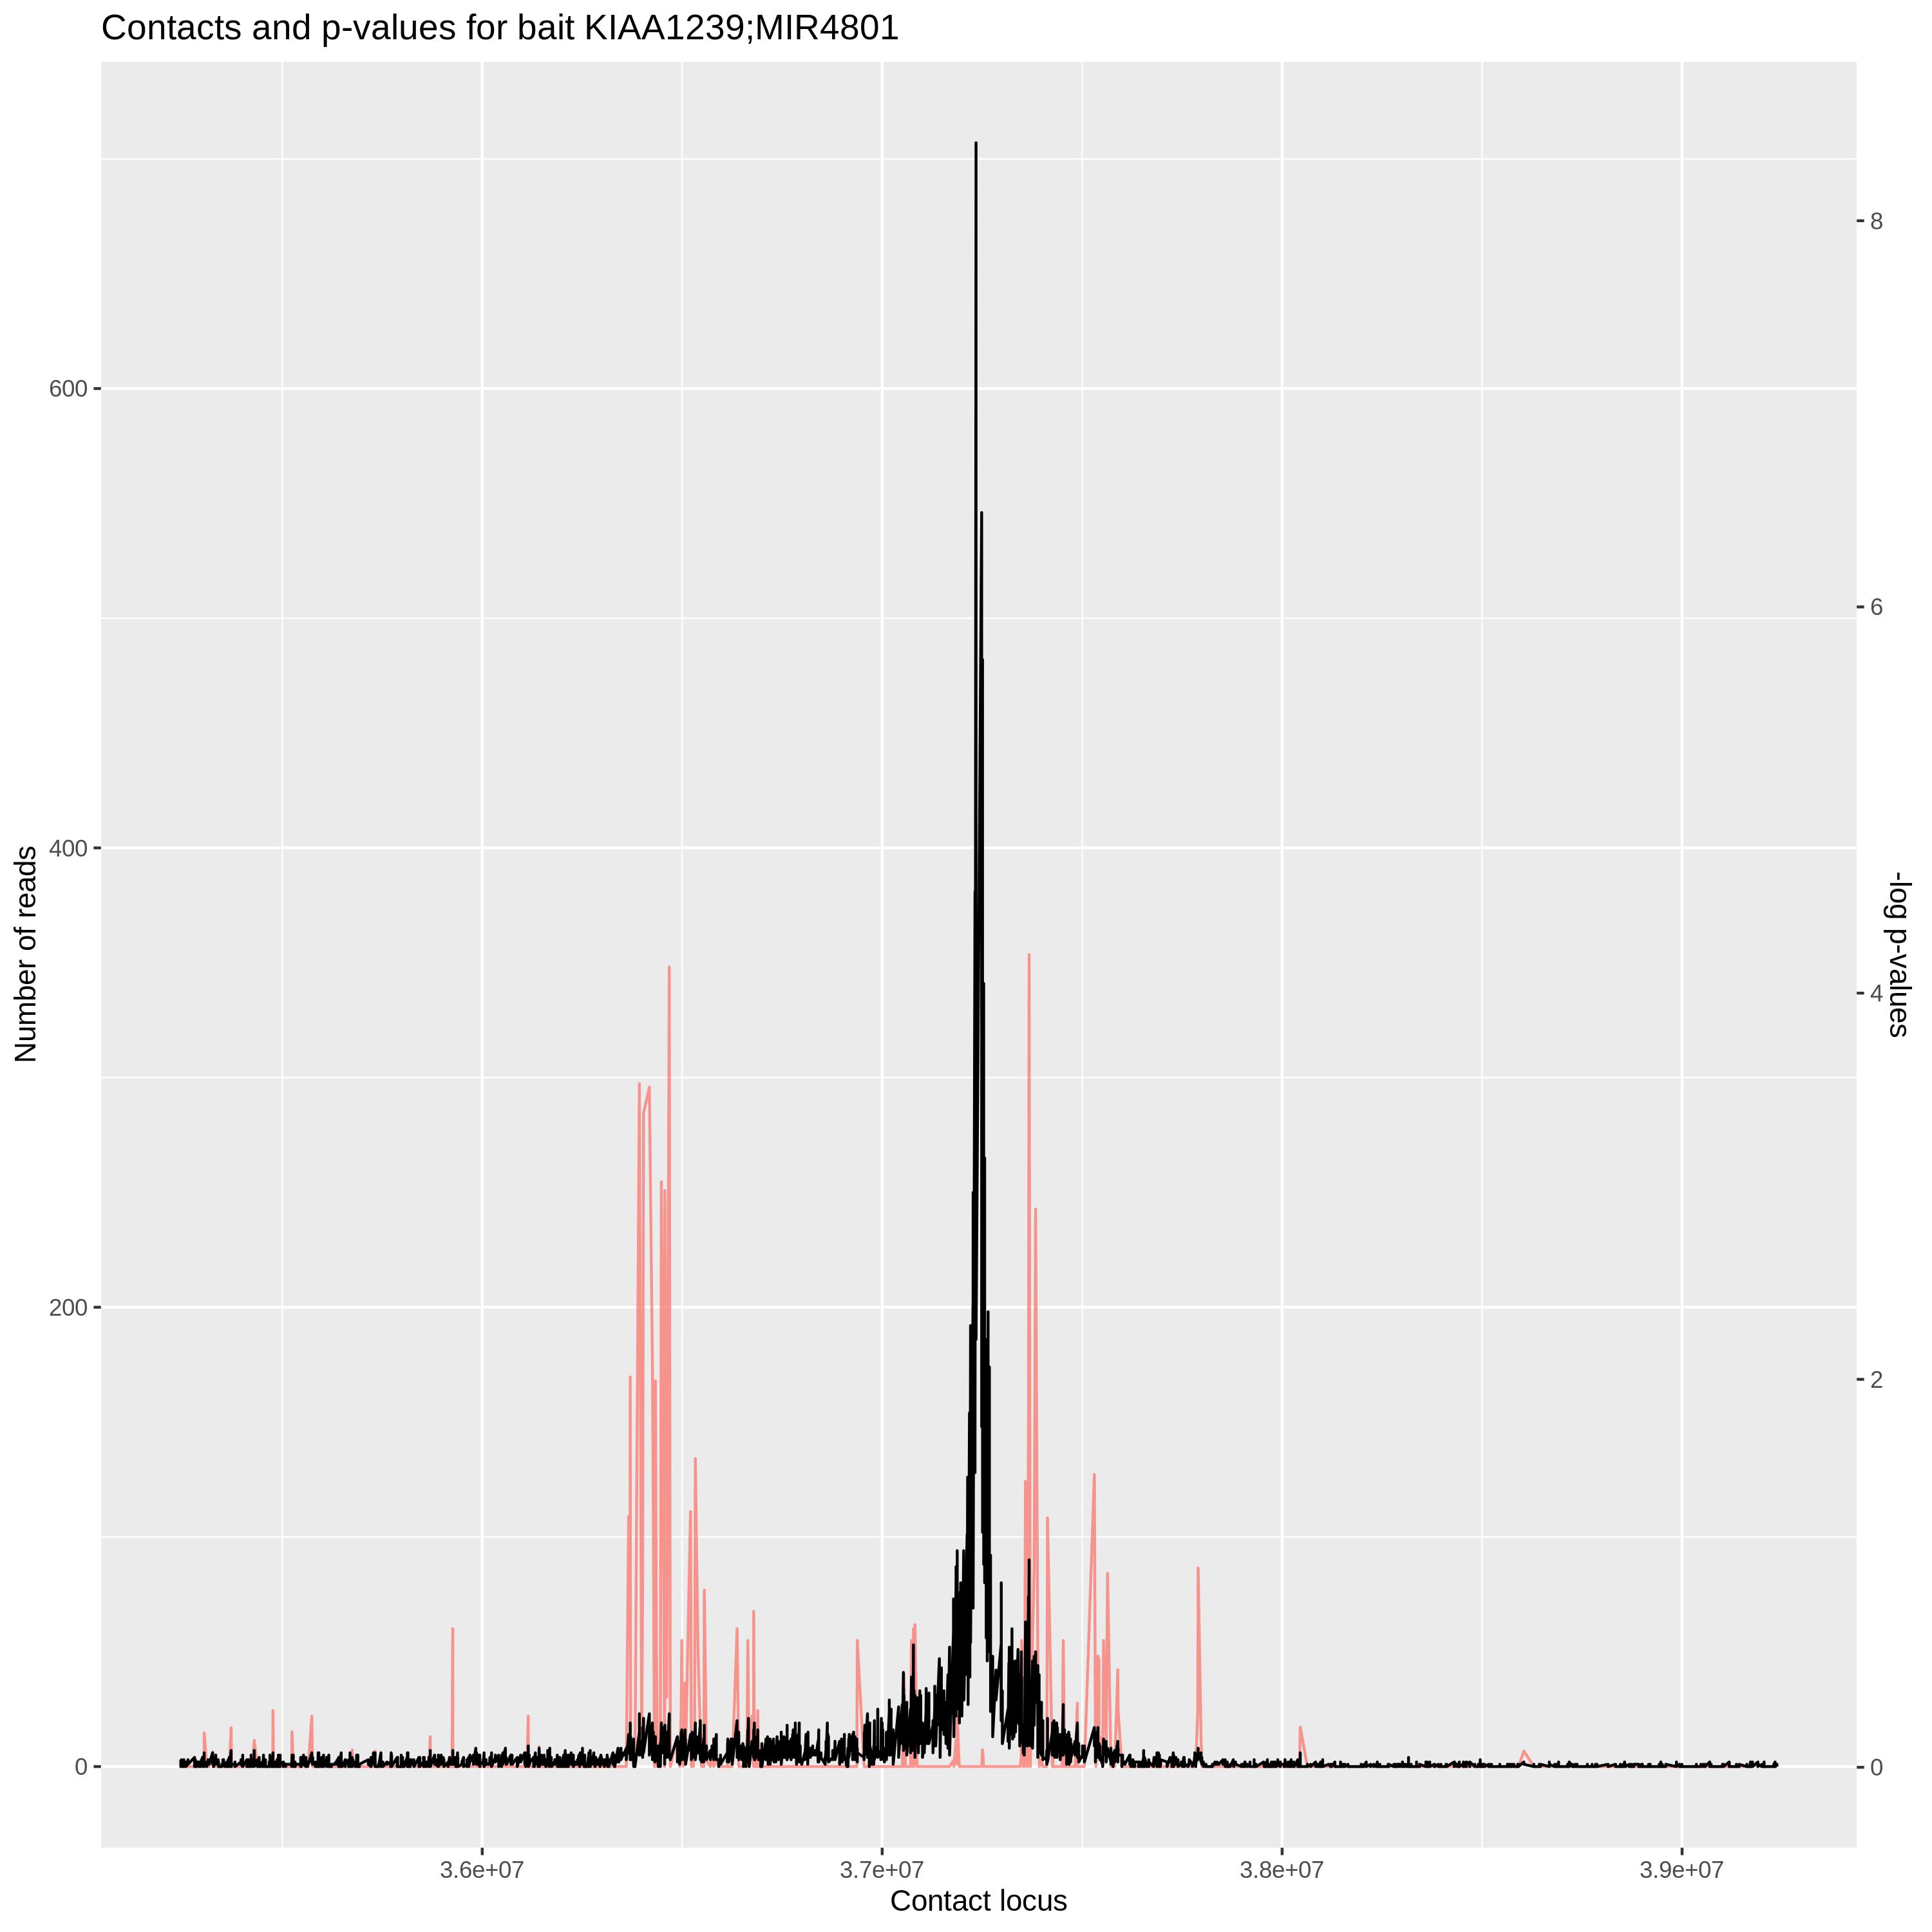 Contacts and p-values for bait KIAA1239;MIR4801
8
600
6
400
Number of reads
-log p-values
4
200
2
0
0
3.6e+07
3.7e+07
3.8e+07
3.9e+07
Contact locus